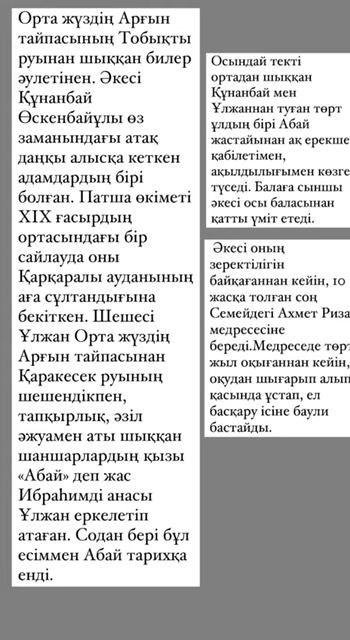 Орта жүздің Арғын
тайпасының Тобықты
руынан шыққан билер
әулетінен. Әкесі
Құнанбай
Өскенбайұлы өз
заманындағы атақ
даңқы алысқа кеткен
адамдардың бірі
болған. Патша өкіметі
XIX ғасырдың
ортасындағы бір
сайлауда оны
Қарқаралы ауданының
аға сұлтандығына
бекіткен. Шешесі
Ұлжан Орта жүздің
Арғын тайпасынан
Қаракесек руының
шешендікпен,
тапқырлық, әзіл
әжуамен аты шыққан
шаншарлардың қызы
«Абай» деп жас
Ибраһимді анасы
Ұлжан еркелетіп
атаған. Содан бері бұл
есіммен Абай тарихқа
енді.
Осындай текті
ортадан шыққан
Құнанбай мен
Ұлжаннан туған төрт
ұлдың бірі Абай
жастайынан ақ ерекше
қабілетімен,
ақылдылығымен көзге
түседі. Балаға сыншы
әкесі осы баласынан
қатты үміт етеді.
Әкесі оның
зеректілігін
байқағаннан кейін, 10
жасқа толған соң
Семейдегі Ахмет Риза
медресесіне
береді.Медреседе төрт
жыл оқығаннан кейін,
оқудан шығарып алып
қасында ұстап, ел
басқару ісіне баули
бастайды.